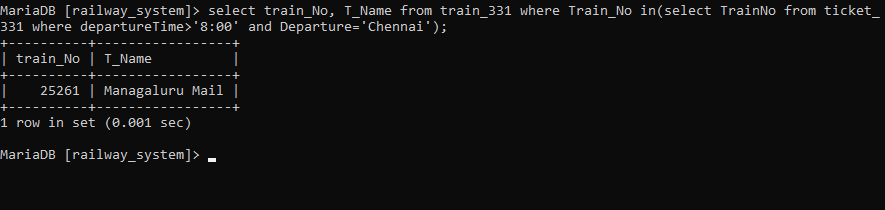 MariaDB [railway_system]> select train_No, T_Name from train_331 where Train_No in(select TrainNo from ticket_
331 where departureTime>'8:00' and Departure='Chennai');
+----------+-----------------+
| train_No | T_Name          |
+----------+-----------------+
|    25261 | Managaluru Mail |
+----------+-----------------+
1 row in set (0.001 sec)

MariaDB [railway_system]> _